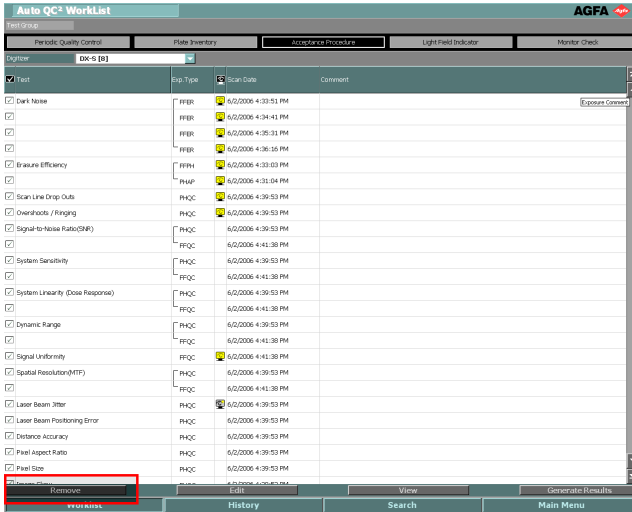 Auto QC² WorkList
AGFA Agfa
Test Group
Periodic Quality Control Plate Inventory Acceptance Procedure Light Field Indicator Monitor Check
Digitizer DX-S [8]
Test Exp.Type Scan Date Comment
Dark Noise FFER 6/2/2006 4:33:51 PM Exposure Comment
FFER 6/2/2006 4:34:41 PM
FFER 6/2/2006 4:35:31 PM
FFER 6/2/2006 4:36:16 PM
Erasure Efficiency FFPH 6/2/2006 4:33:03 PM
PHAP 6/2/2006 4:31:04 PM
Scan Line Drop Outs PHQC 6/2/2006 4:39:53 PM
Overshoots / Ringing PHQC 6/2/2006 4:39:53 PM
Signal-to-Noise Ratio(SNR) PHQC 6/2/2006 4:39:53 PM
FFQC 6/2/2006 4:41:38 PM
System Sensitivity PHQC 6/2/2006 4:39:53 PM
FFQC 6/2/2006 4:41:38 PM
System Linearity (Dose Response) PHQC 6/2/2006 4:39:53 PM
FFQC 6/2/2006 4:41:38 PM
Dynamic Range PHQC 6/2/2006 4:39:53 PM
FFQC 6/2/2006 4:41:38 PM
Signal Uniformity FFQC 6/2/2006 4:41:38 PM
Spatial Resolution(MTF) PHQC 6/2/2006 4:39:53 PM
FFQC 6/2/2006 4:41:38 PM
Laser Beam Jitter PHQC 6/2/2006 4:39:53 PM
Laser Beam Positioning Error PHQC 6/2/2006 4:39:53 PM
Distance Accuracy PHQC 6/2/2006 4:39:53 PM
Pixel Aspect Ratio PHQC 6/2/2006 4:39:53 PM
Pixel Size PHQC 6/2/2006 4:39:53 PM
Remove Edit View Generate Results
Worklist History Search Main Menu